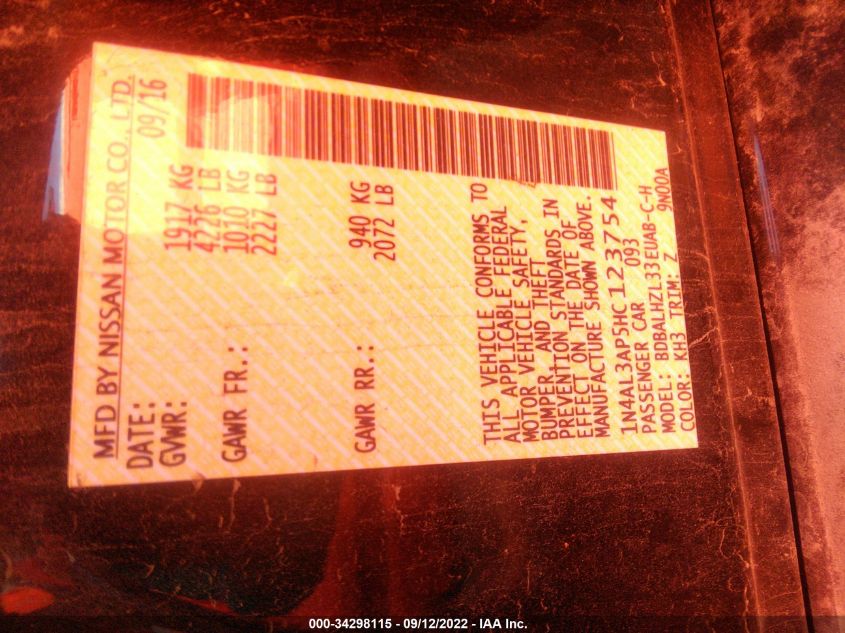 MFD BY NISSAN MOTOR CO., LTD.
DATE: 09/16
GVWR: 1917 KG
4226 LB
GAWR FR.: 1010 KG
2227 LB
GAWR RR.: 940 KG
2072 LB
THIS VEHICLE CONFORMS TO
ALL APPLICABLE FEDERAL
MOTOR VEHICLE SAFETY,
BUMPER, AND THEFT
PREVENTION STANDARDS IN
EFFECT ON THE DATE OF
MANUFACTURE SHOWN ABOVE.
1N4AL3AP5HC123754
PASSENGER CAR 093
MODEL: BDBALHZL33EUAB-C-H
COLOR: KH3 TRIM: Z 9N00A
000-34298115 - 09/12/2022 - IAA Inc.